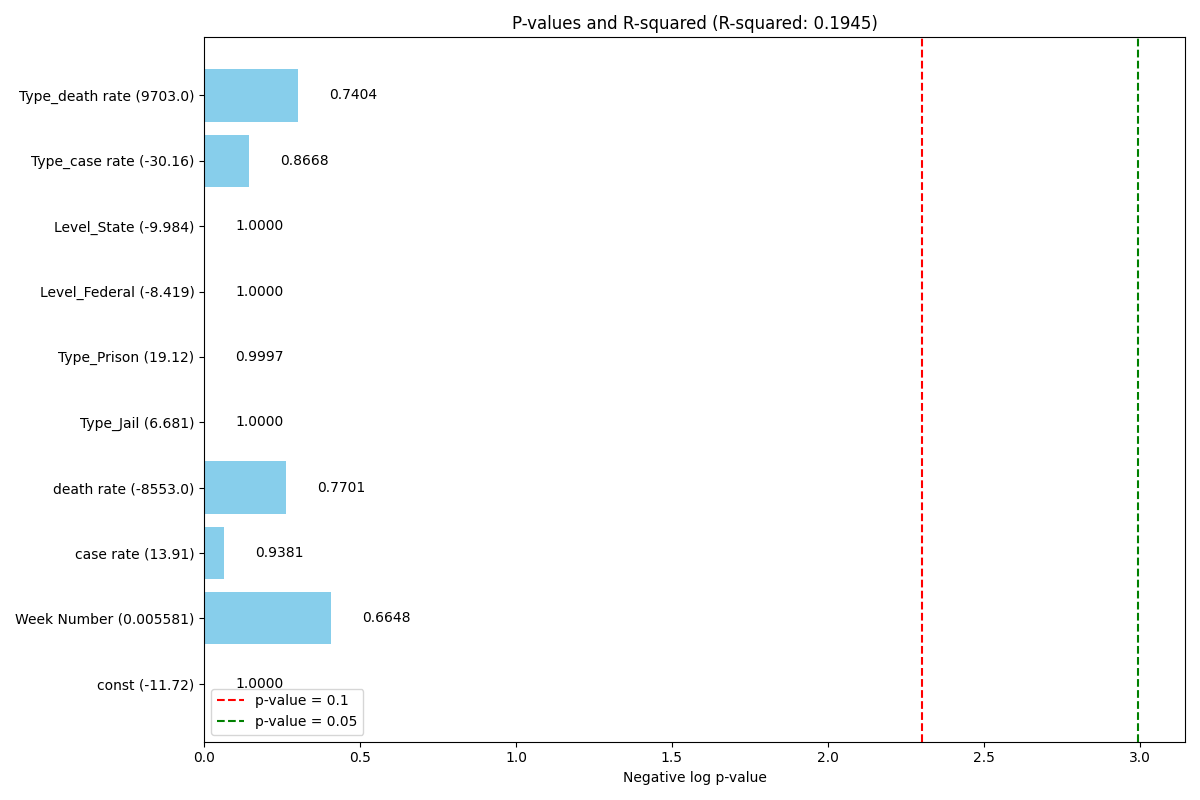 P-values and R-squared (R-squared: 0.1945)
Type_death rate (9703.0) 0.7404
Type_case rate (-30.16) 0.8668
Level_State (-9.984) 1.0000
Level_Federal (-8.419) 1.0000
Type_Prison (19.12) 0.9997
Type_Jail (6.681) 1.0000
death rate (-8553.0) 0.7701
case rate (13.91) 0.9381
Week Number (0.005581) 0.6648
const (-11.72) 1.0000
p-value = 0.1
p-value = 0.05
0.0 0.5 1.0 1.5 2.0 2.5 3.0
Negative log p-value